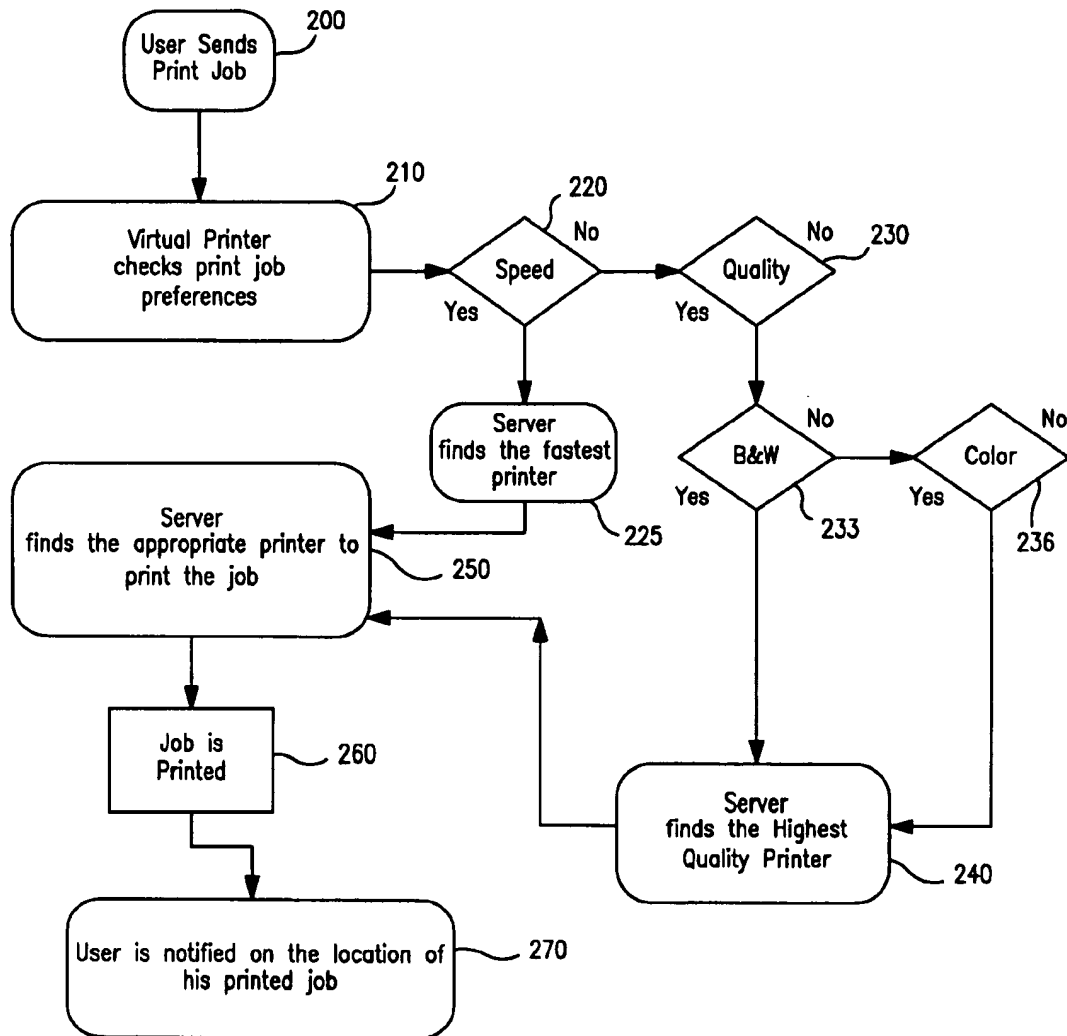 User Sends
Print Job
200
Virtual Printer
checks print job
preferences
210
Speed
220
No
Yes
Quality
No
230
Yes
Server
finds the fastest
printer
225
B&W
No
Yes
233
Color
No
Yes
236
Server
finds the appropriate printer to
print the job
250
Job is
Printed
260
Server
finds the Highest
Quality Printer
240
User is notified on the location of
his printed job
270